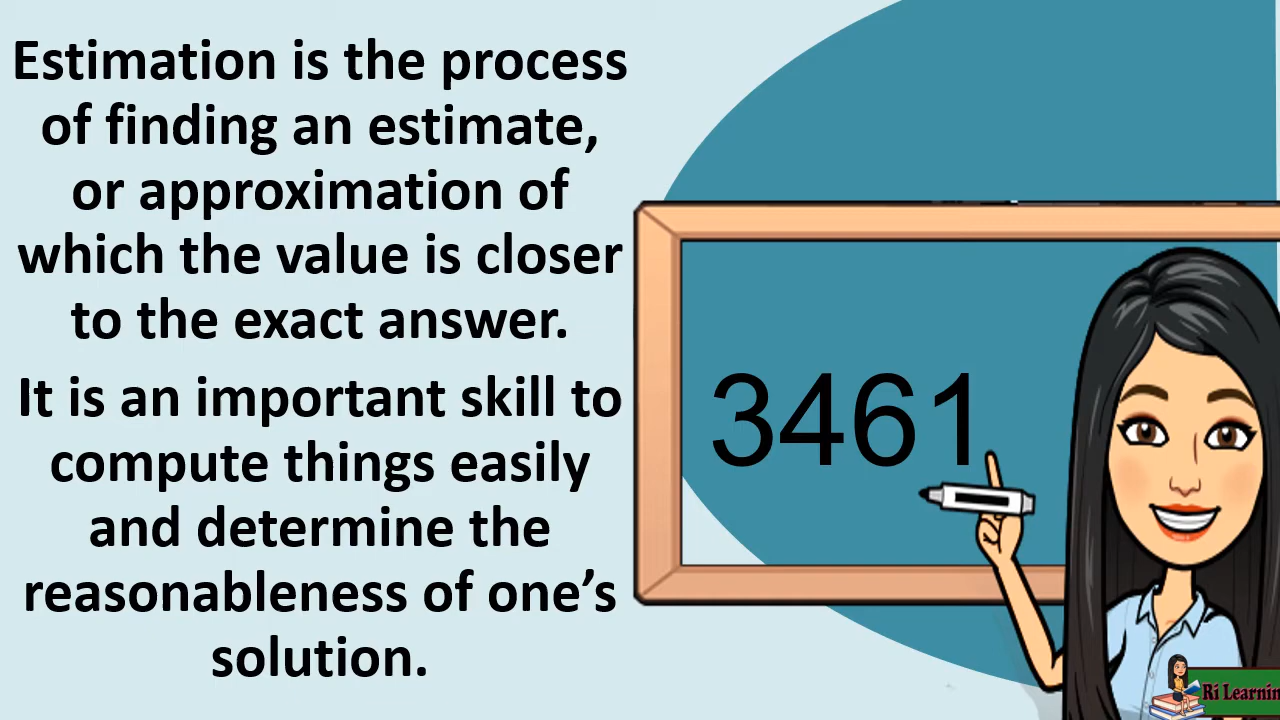 Estimation is the process
of finding an estimate,
or approximation of
which the value is closer
to the exact answer.
It is an important skill to
compute things easily
and determine the
reasonableness of one’s
solution.
3461
Ri Learnin